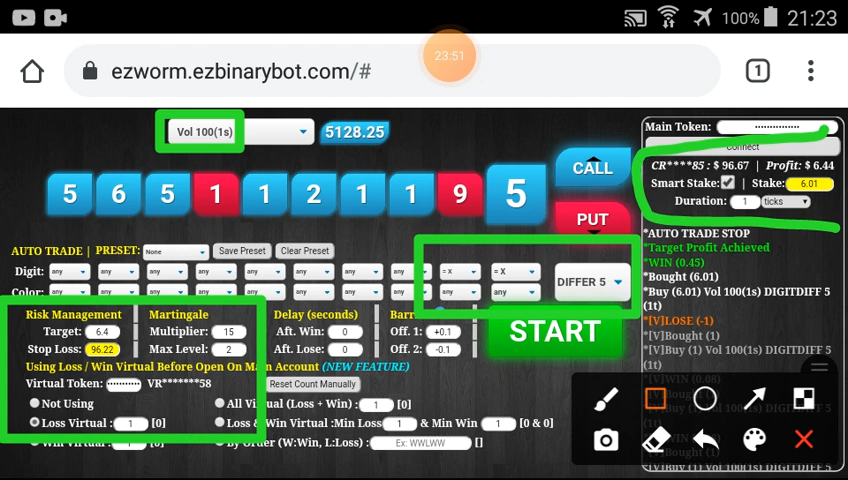 100% 21:23
23:51
ezworm.ezbinarybot.com/#
1
Vol 100(1s)
5128.25
5 6 5 1 1 2 1 1 9 5
CALL
PUT
AUTO TRADE | PRESET: None Save Preset Clear Preset
Digit: any any any any any any any any = X = X
Color: any any any any any any any any any any
DIFFER 5
Risk Management Martingale Delay (seconds)
Target: 6.4 Multiplier: 15 Aft. Win: 0 Off. 1: +0.1
Stop Loss: 96.22 Max Level: 2 Aft. Lose: 0 Off. 2: -0.1
START
Using Loss / Win Virtual Before Open On Main Account (NEW FEATURE)
Virtual Token: ••••••••••• VR*******58 Reset Count Manually
Not Using All Virtual (Loss + Win) : 1 [0]
Loss Virtual : 1 [0] Loss & Win Virtual :Min Loss 1 & Min Win 1 [0 & 0]
Win Virtual : 1 [0] By Order (W:Win, L:Loss) : Ex: WWLWW []
Main Token: •••••••••••••••
Connect
CR****85 : $ 96.67 | Profit: $ 6.44
Smart Stake: | Stake: 6.01
Duration: 1 ticks
*AUTO TRADE STOP
*Target Profit Achieved
*WIN (0.45)
*Bought (6.01)
*Buy (6.01) Vol 100(1s) DIGITDIFF 5
(1t)
*[V]LOSE (-1)
*[V]Bought (1)
*[V]Buy (1) Vol 100(1s) DIGITDIFF 5
(1t)
*[V]WIN (0.08)
*[V]Buy (1) Vol 100(1s) DIGITDIFF 5